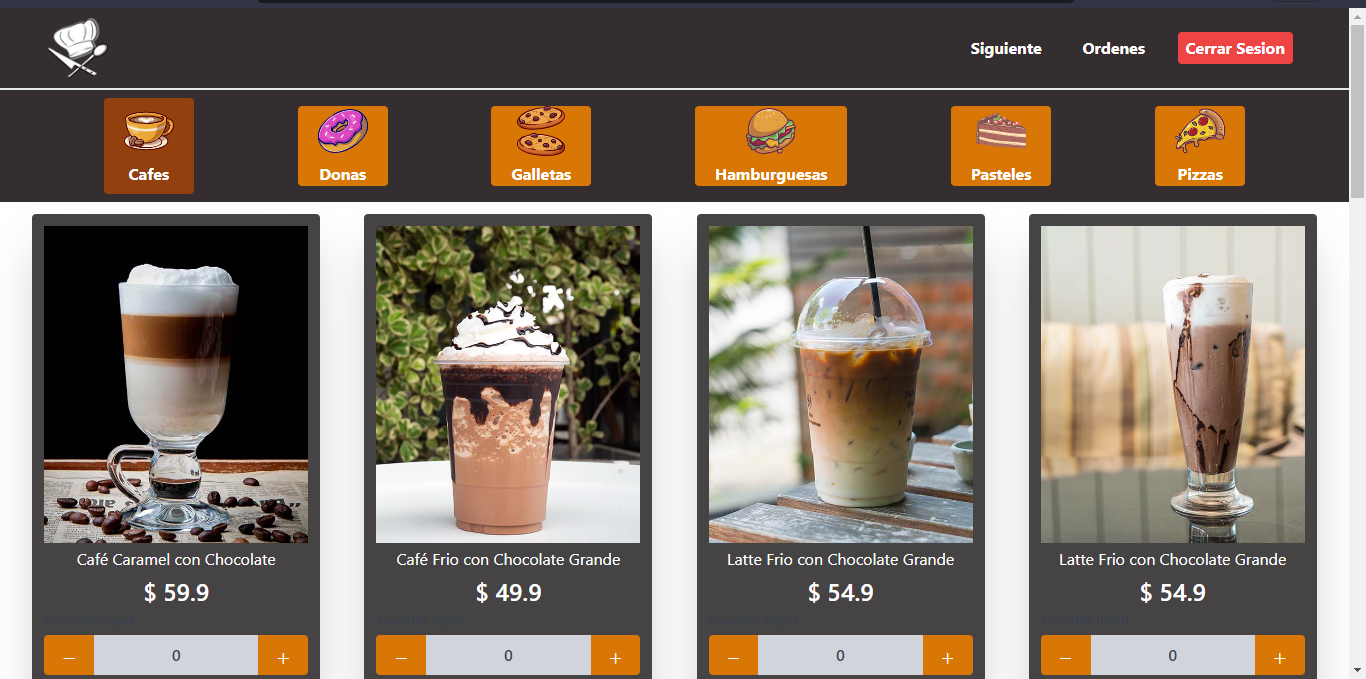 Siguiente Ordenes Cerrar Sesion
Cafes Donas Galletas Hamburguesas Pasteles Pizzas
Café Caramel con Chocolate Café Frio con Chocolate Grande Latte Frio con Chocolate Grande Latte Frio con Chocolate Grande
$ 59.9 $ 49.9 $ 54.9 $ 54.9
Counter Input Counter Input Counter Input Counter Input
− 0 + − 0 + − 0 + − 0 +